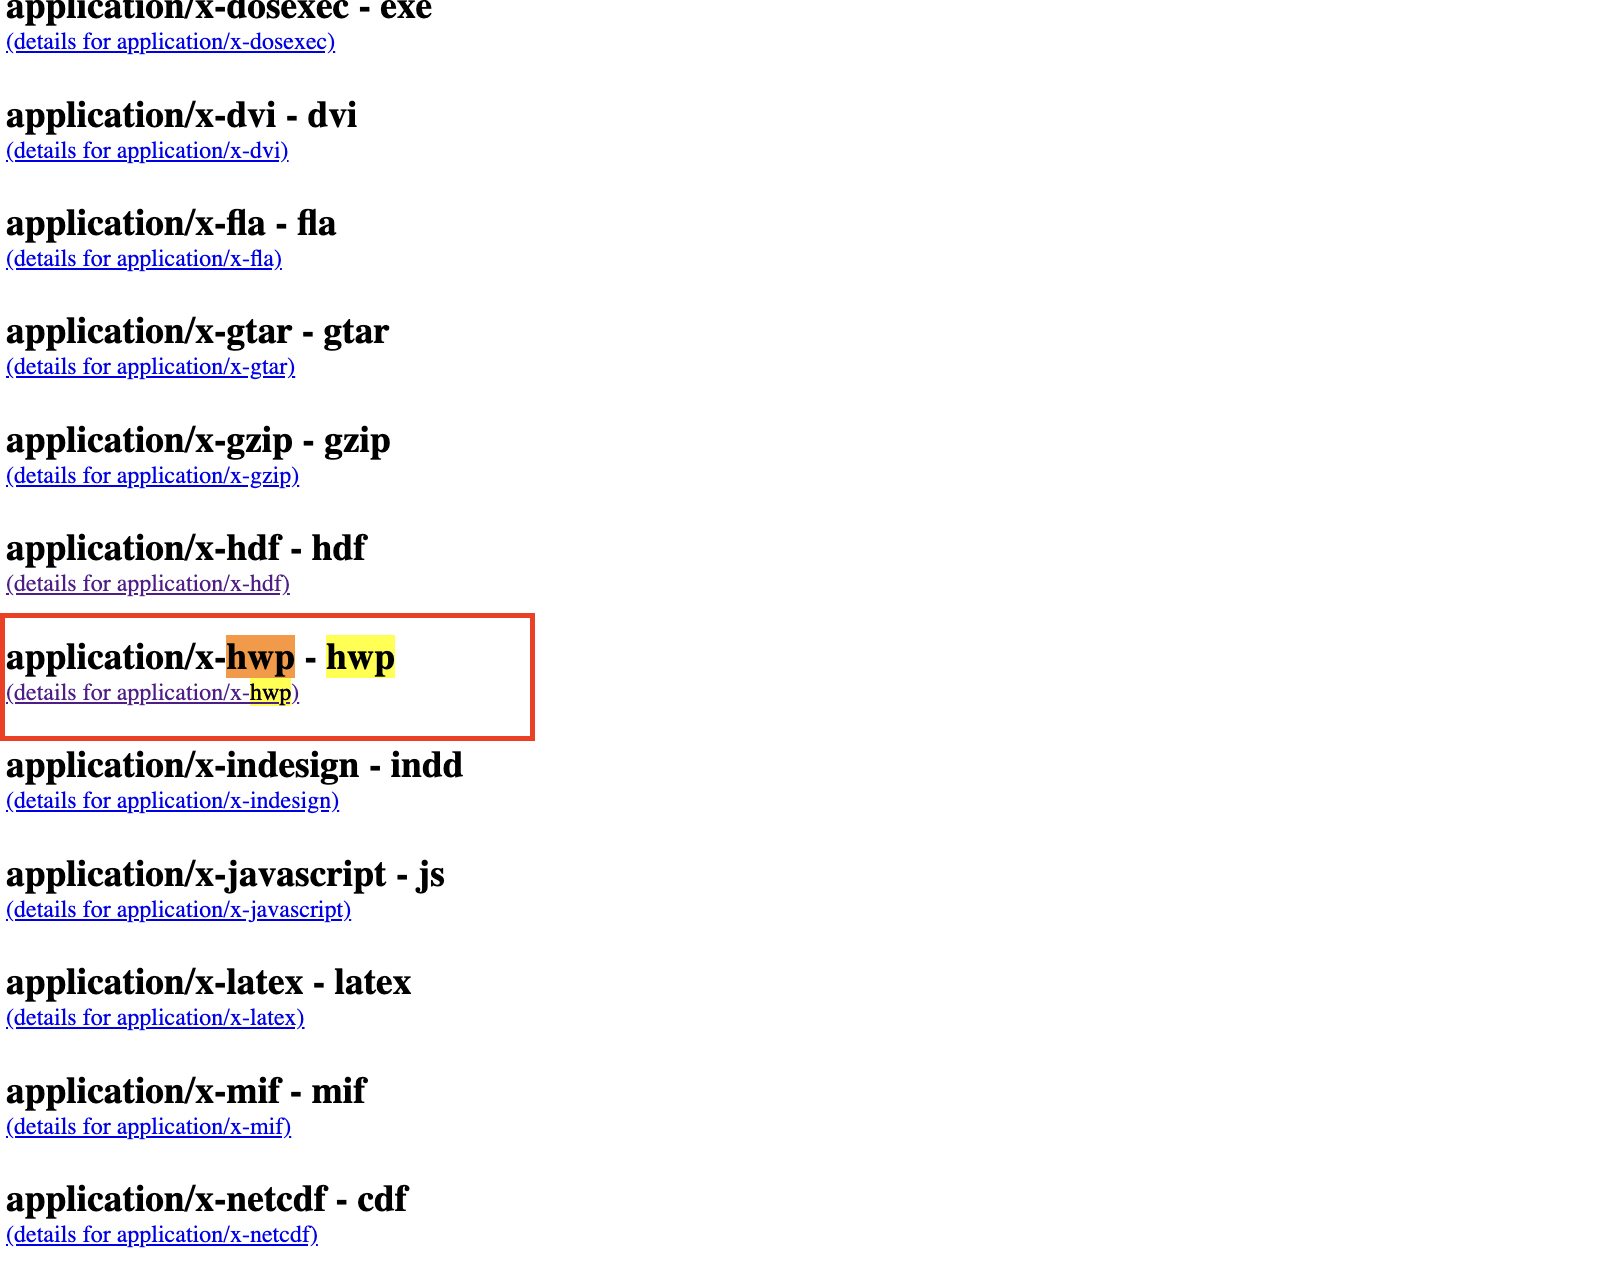 application/x-dosexec - exe
(details for application/x-dosexec)
application/x-dvi - dvi
(details for application/x-dvi)
application/x-fla - fla
(details for application/x-fla)
application/x-gtar - gtar
(details for application/x-gtar)
application/x-gzip - gzip
(details for application/x-gzip)
application/x-hdf - hdf
(details for application/x-hdf)
application/x-hwp - hwp
(details for application/x-hwp)
application/x-indesign - indd
(details for application/x-indesign)
application/x-javascript - js
(details for application/x-javascript)
application/x-latex - latex
(details for application/x-latex)
application/x-mif - mif
(details for application/x-mif)
application/x-netcdf - cdf
(details for application/x-netcdf)